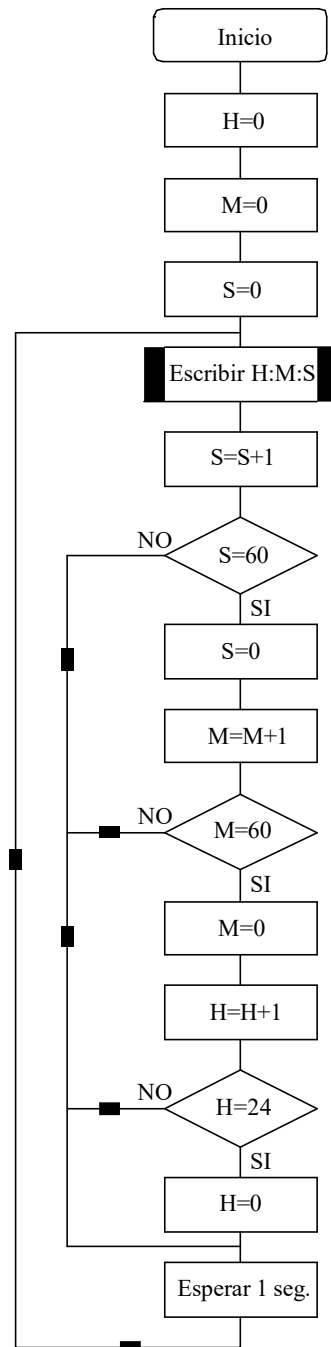 Inicio
H=0
M=0
S=0
Escribir H:M:S
S=S+1
NO
S=60
SI
S=0
M=M+1
NO
M=60
SI
M=0
H=H+1
NO
H=24
SI
H=0
Esperar 1 seg.